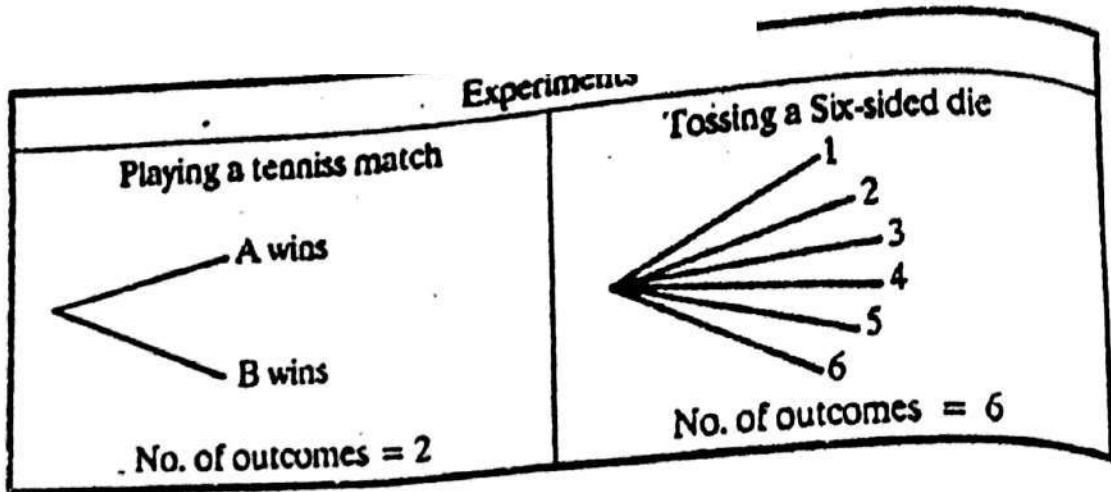 Experiments
Playing a tenniss match
A wins
B wins
No. of outcomes = 2
Tossing a Six-sided die
1
2
3
4
5
6
No. of outcomes = 6